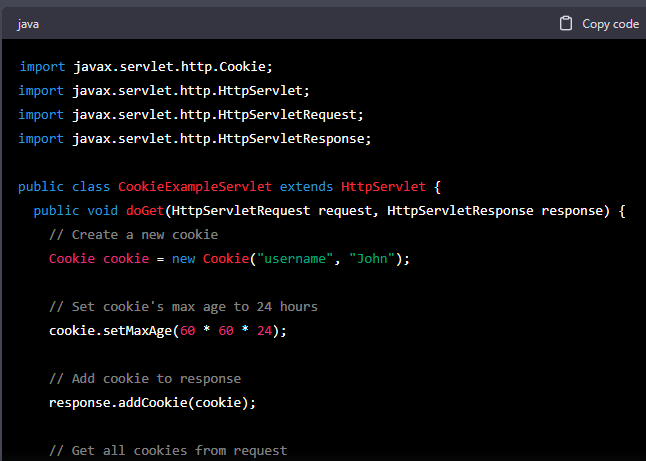 java
Copy code
import javax.servlet.http.Cookie;
import javax.servlet.http.HttpServlet;
import javax.servlet.http.HttpServletRequest;
import javax.servlet.http.HttpServletResponse;
public class CookieExampleServlet extends HttpServlet {
public void doGet(HttpServletRequest request, HttpServletResponse response) {
// Create a new cookie
Cookie cookie = new Cookie("username", "John");
// Set cookie's max age to 24 hours
cookie.setMaxAge(60 * 60 * 24);
// Add cookie to response
response.addCookie(cookie);
// Get all cookies from request